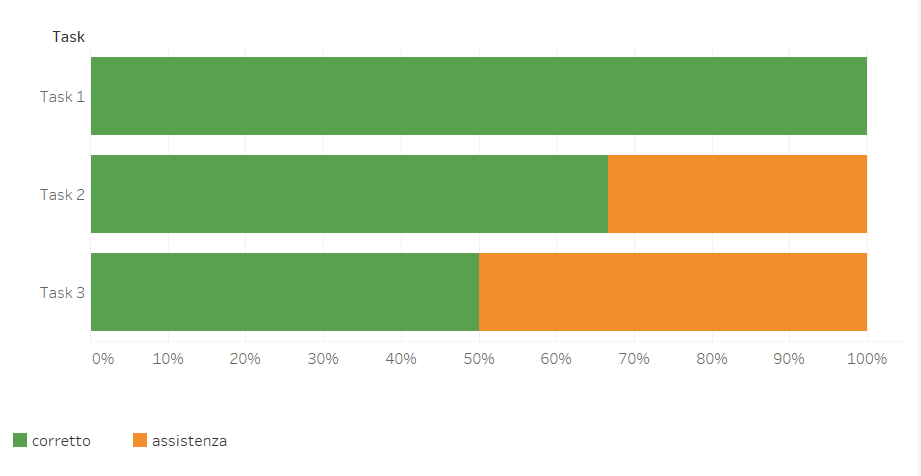 Task
Task 1
Task 2
Task 3
0% 10% 20% 30% 40% 50% 60% 70% 80% 90% 100%
corretto assistenza